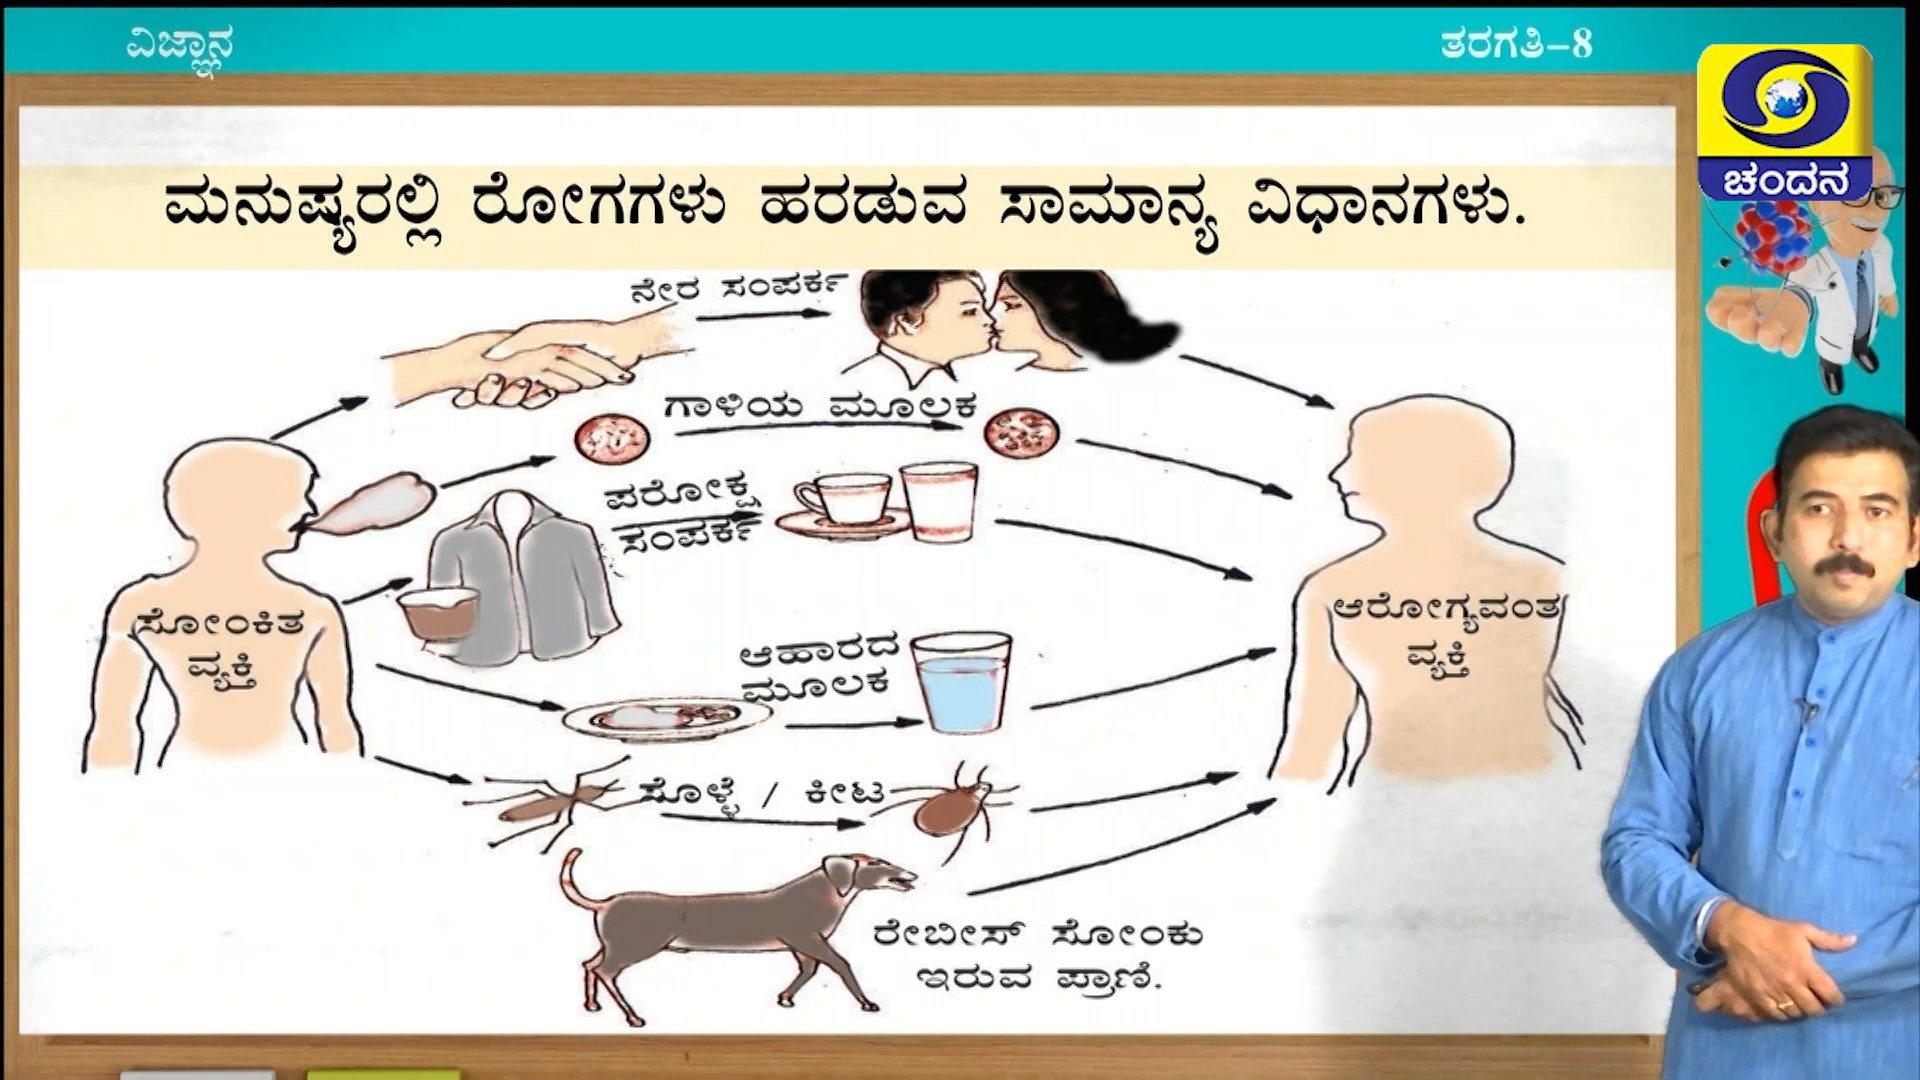 ವಿಜ್ಞಾನ
ತರಗತಿ–8
ಚಂದನ
ಮನುಷ್ಯರಲ್ಲಿ ರೋಗಗಳು ಹರಡುವ ಸಾಮಾನ್ಯ ವಿಧಾನಗಳು.
ನೇರ ಸಂಪರ್ಕ
ಗಾಳಿಯ ಮೂಲಕ
ಪರೋಕ್ಷ
ಸಂಪರ್ಕ
ಸೋಂಕಿತ
ವ್ಯಕ್ತಿ
ಆರೋಗ್ಯವಂತ
ವ್ಯಕ್ತಿ
ಆಹಾರದ
ಮೂಲಕ
ಸೊಳ್ಳೆ / ಕೀಟ
ರೇಬೀಸ್ ಸೋಂಕು
ಇರುವ ಪ್ರಾಣಿ.